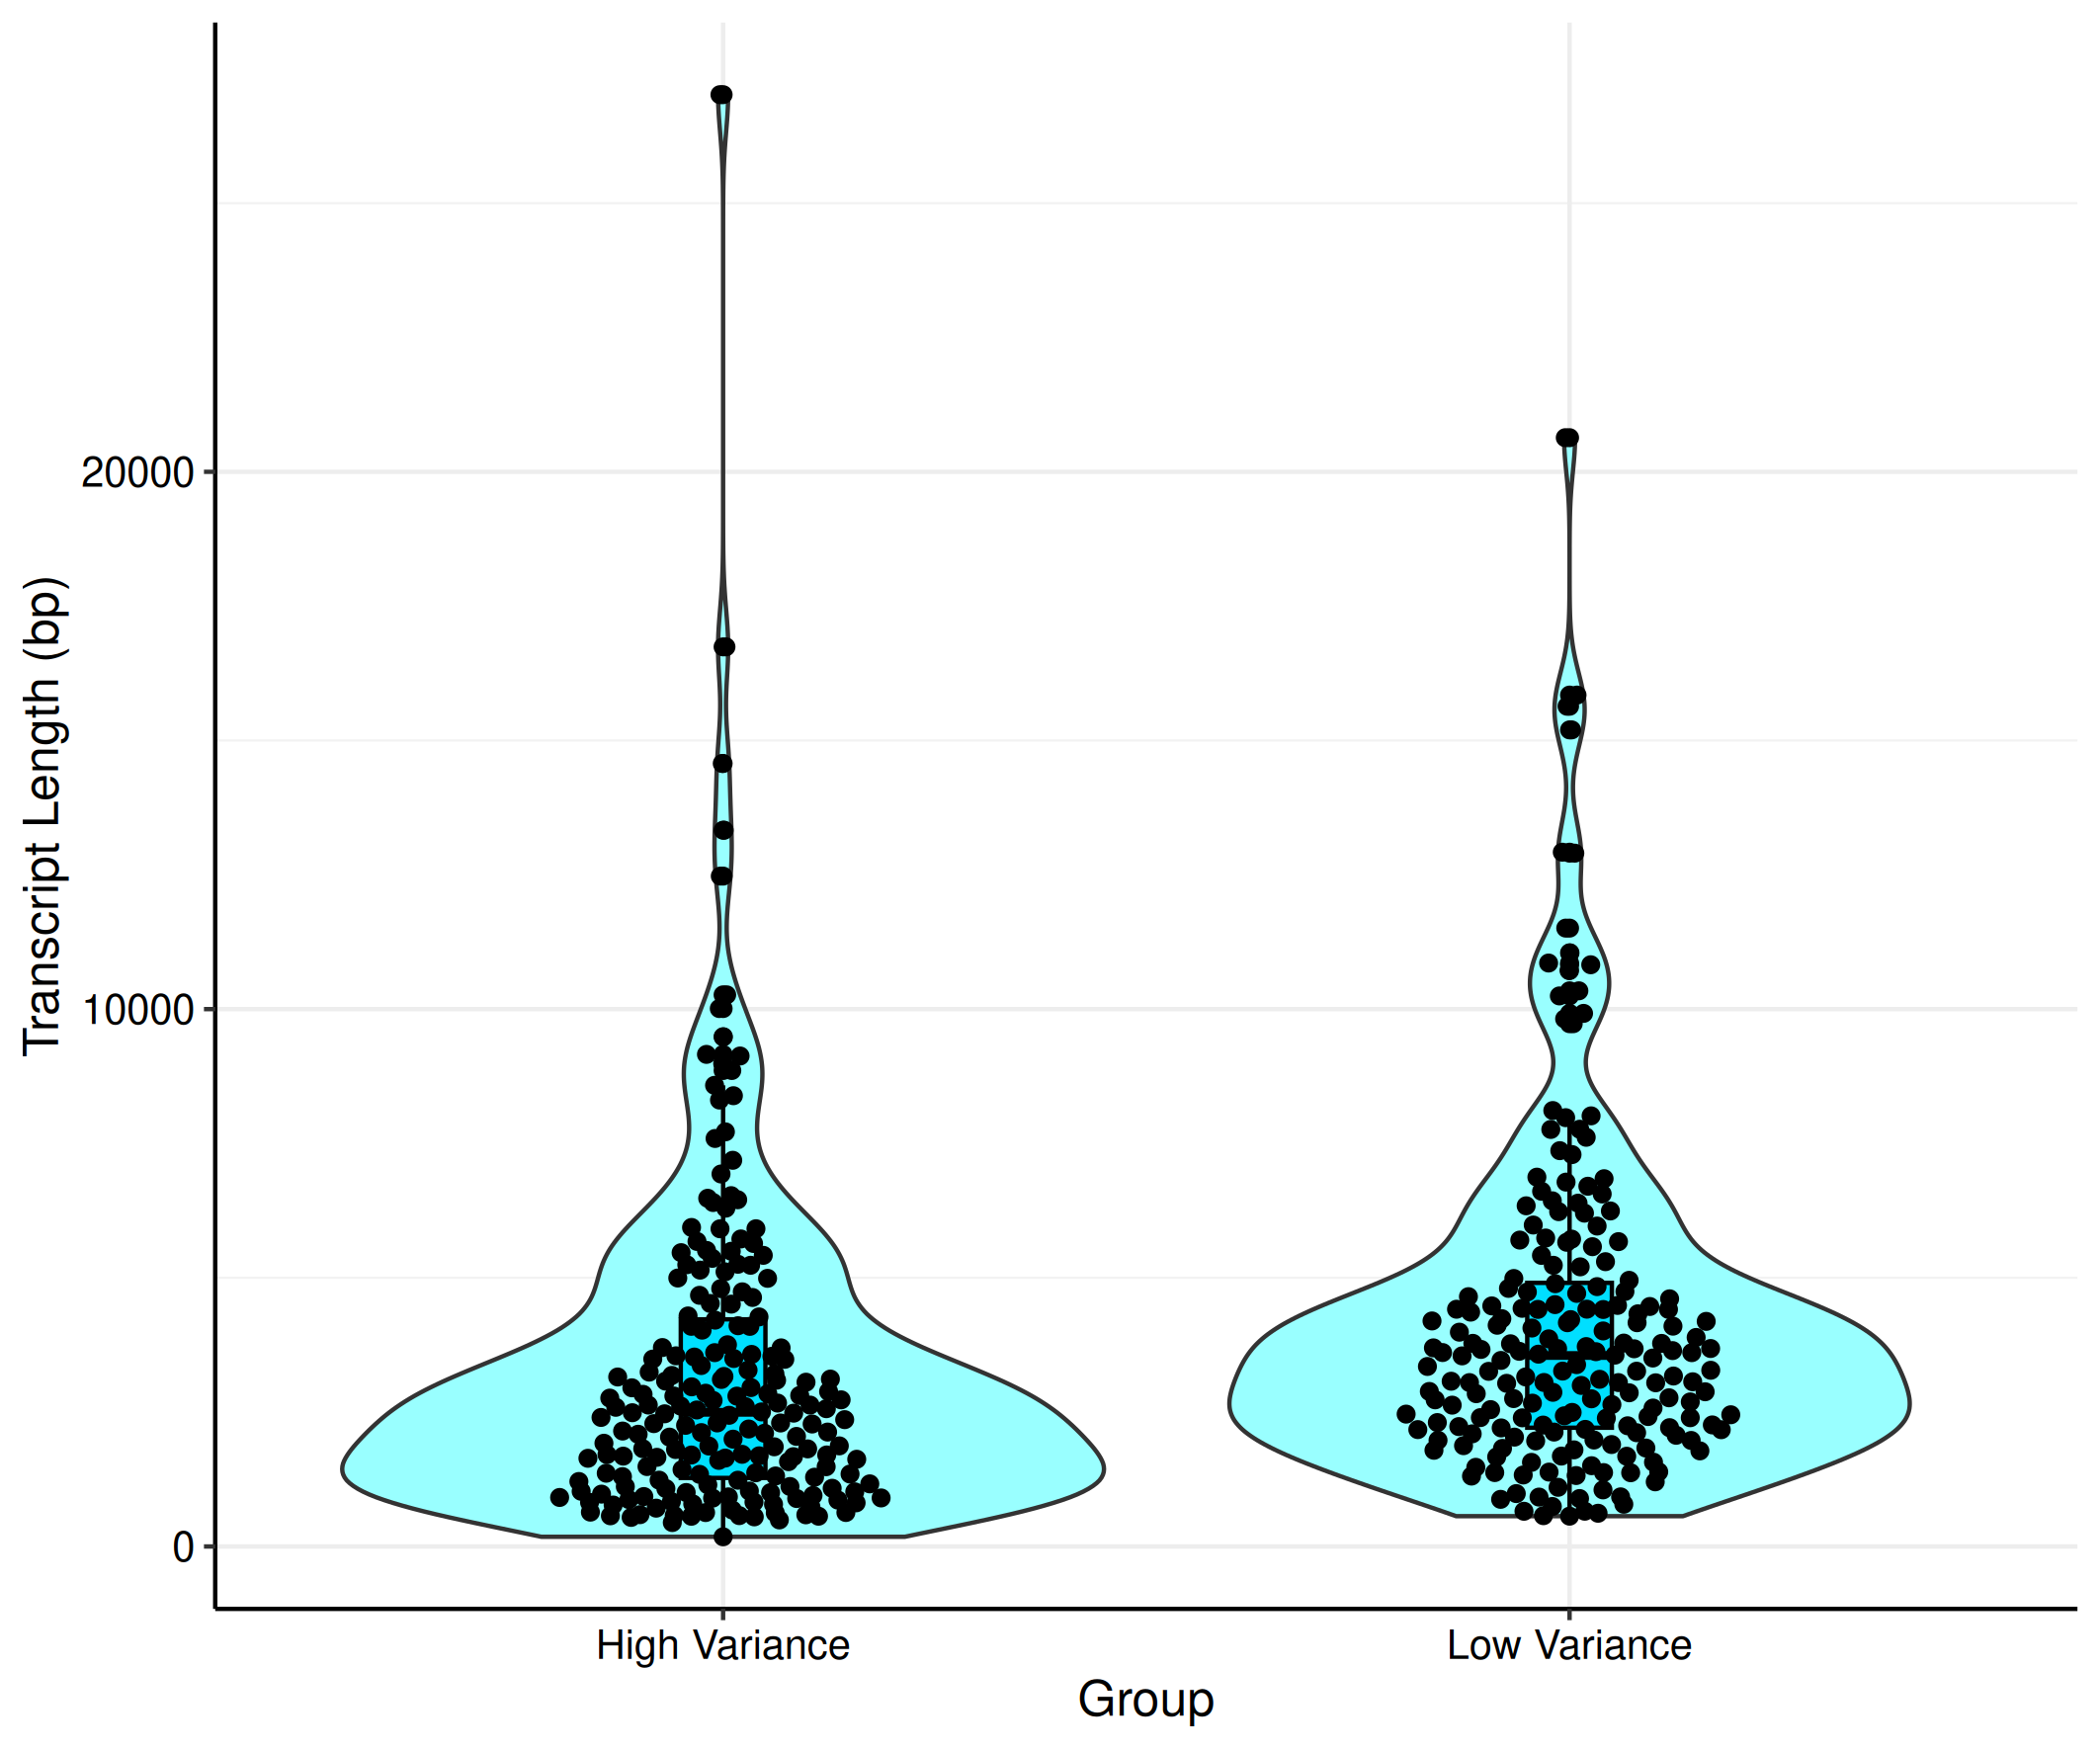 Transcript Length (bp)
20000
10000
0
High Variance
Low Variance
Group